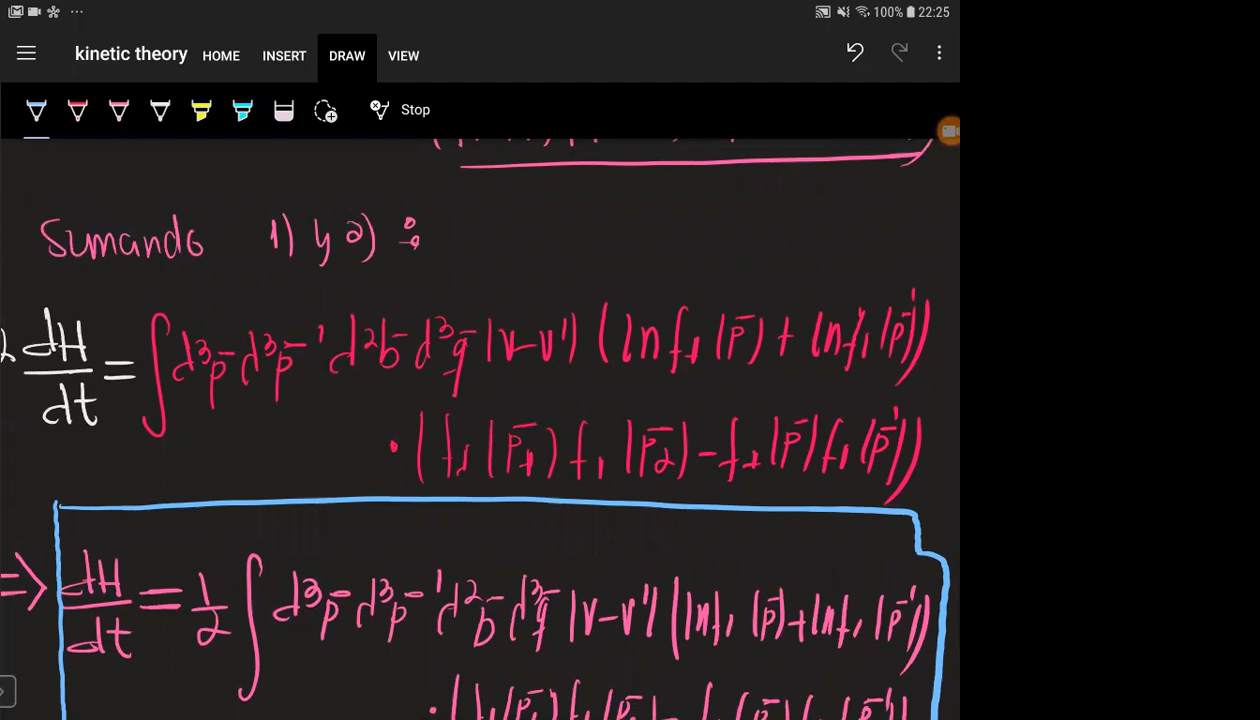 100% 22:25
kinetic theory HOME INSERT DRAW VIEW
Stop
Sumando 1) y 2) :
2 dH/dt = ∫ d³p̄ d³p̄' d²b̄ d³q̄ |v-v'| (ln f₁(p̄) + ln f₁(p̄'))
· (f₁(p̄₁) f₁(p̄₂) - f₁(p̄) f₁(p̄'))
=> dH/dt = 1/2 ∫ d³p̄ d³p̄' d²b̄ d³q̄ |v-v'| (ln f₁(p̄) + ln f₁(p̄'))